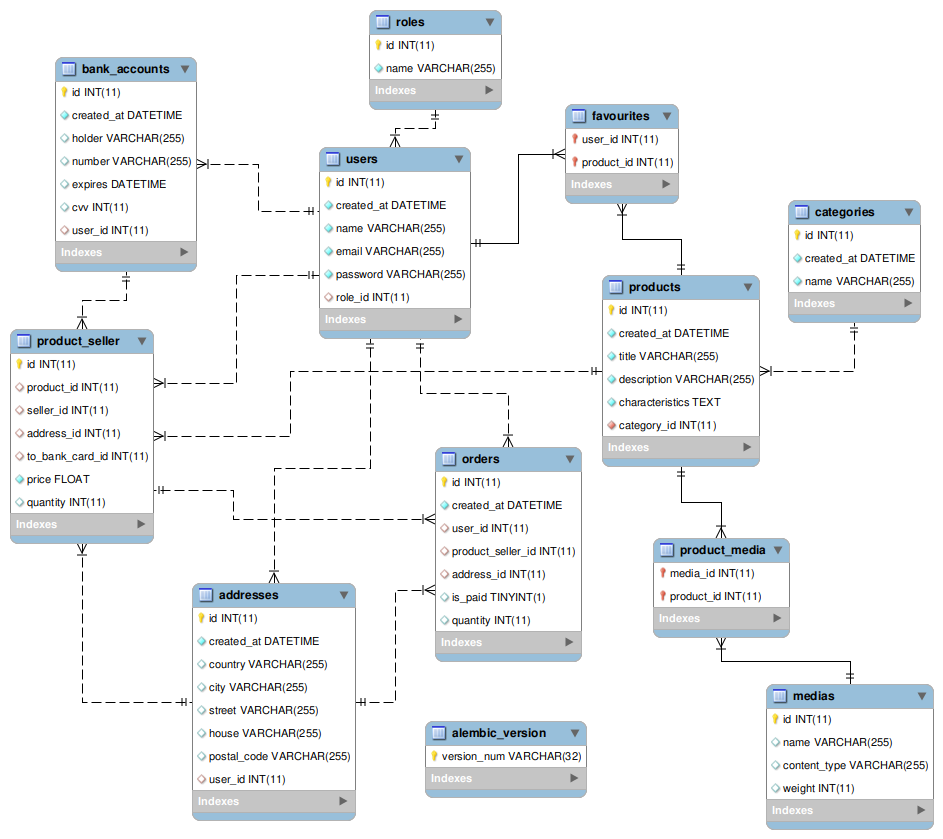 roles
id INT(11)
name VARCHAR(255)
Indexes
bank_accounts
id INT(11)
created_at DATETIME
holder VARCHAR(255)
number VARCHAR(255)
expires DATETIME
cvv INT(11)
user_id INT(11)
Indexes
users
id INT(11)
created_at DATETIME
name VARCHAR(255)
email VARCHAR(255)
password VARCHAR(255)
role_id INT(11)
Indexes
favourites
user_id INT(11)
product_id INT(11)
Indexes
categories
id INT(11)
created_at DATETIME
name VARCHAR(255)
Indexes
products
id INT(11)
created_at DATETIME
title VARCHAR(255)
description VARCHAR(255)
characteristics TEXT
category_id INT(11)
Indexes
product_seller
id INT(11)
product_id INT(11)
seller_id INT(11)
address_id INT(11)
to_bank_card_id INT(11)
price FLOAT
quantity INT(11)
Indexes
orders
id INT(11)
created_at DATETIME
user_id INT(11)
product_seller_id INT(11)
address_id INT(11)
is_paid TINYINT(1)
quantity INT(11)
Indexes
product_media
media_id INT(11)
product_id INT(11)
Indexes
addresses
id INT(11)
created_at DATETIME
country VARCHAR(255)
city VARCHAR(255)
street VARCHAR(255)
house VARCHAR(255)
postal_code VARCHAR(255)
user_id INT(11)
Indexes
alembic_version
version_num VARCHAR(32)
Indexes
medias
id INT(11)
name VARCHAR(255)
content_type VARCHAR(255)
weight INT(11)
Indexes